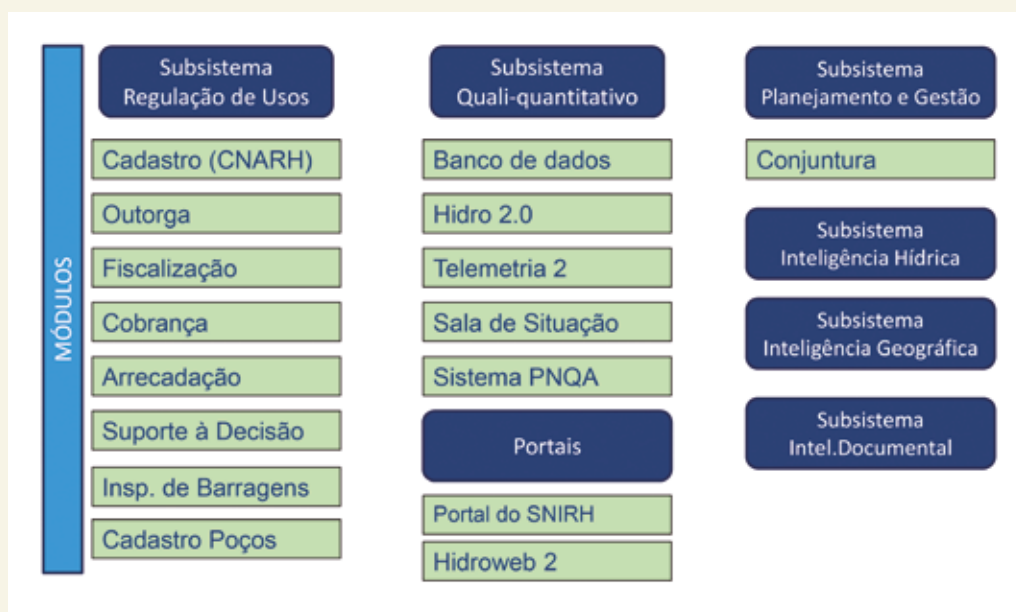 MÓDULOS
Subsistema
Regulação de Usos
Cadastro (CNARH)
Outorga
Fiscalização
Cobrança
Arrecadação
Suporte à Decisão
Insp. de Barragens
Cadastro Poços
Subsistema
Quali-quantitativo
Banco de dados
Hidro 2.0
Telemetria 2
Sala de Situação
Sistema PNQA
Portais
Portal do SNIRH
Hidroweb 2
Subsistema
Planejamento e Gestão
Conjuntura
Subsistema
Inteligência Hídrica
Subsistema
Inteligência Geográfica
Subsistema
Intel.Documental